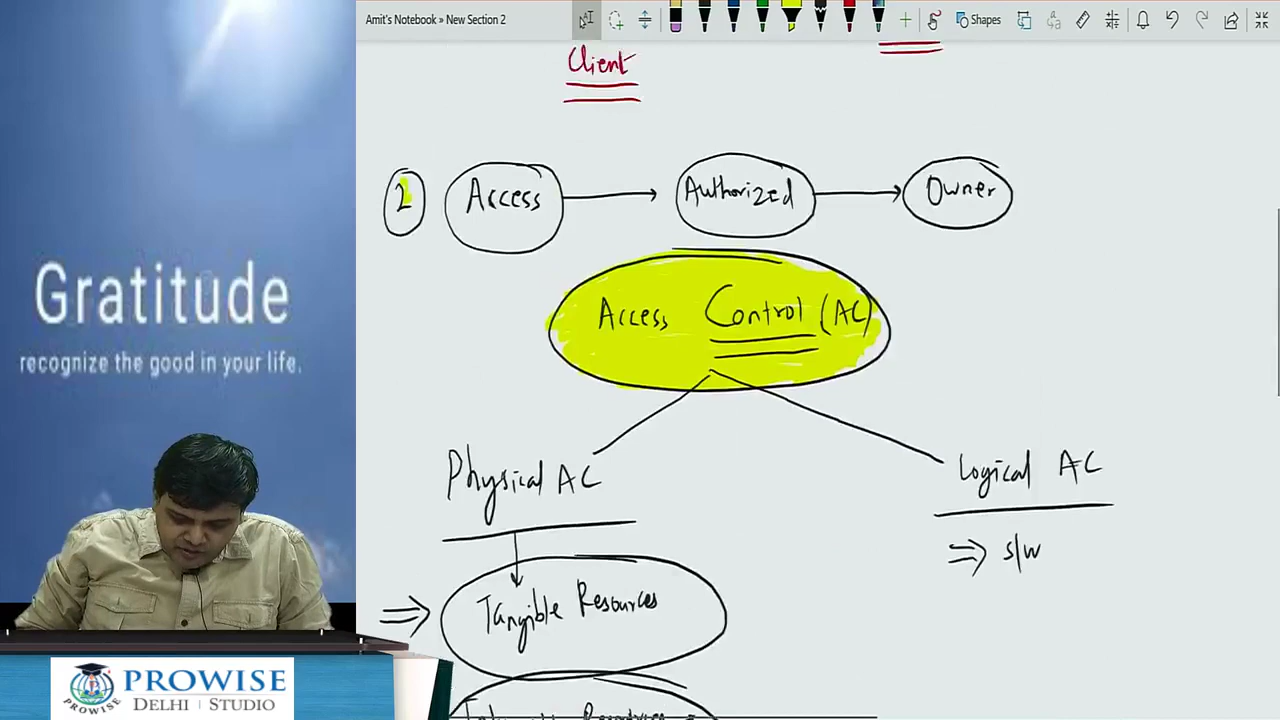 Amit's Notebook » New Section 2
Shapes
Client
2 Access Authorized Owner
Access Control (AC)
Physical AC
Logical AC
⇒ s/w
⇒ Tangible Resources
Gratitude
recognize the good in your life.
PROWISE
PROWISE
DELHI | STUDIO